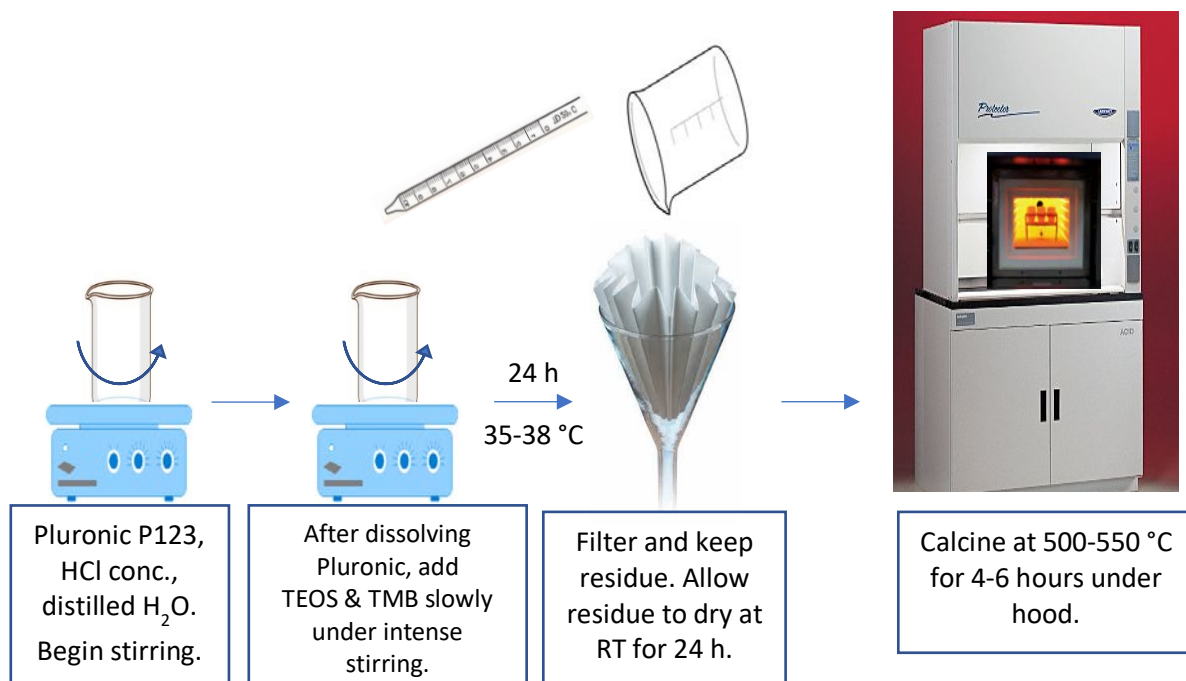 24 h
35-38 °C
Protector
ACID
Pluronic P123,
HCl conc.,
distilled H₂O.
Begin stirring.
After dissolving
Pluronic, add
TEOS & TMB slowly
under intense
stirring.
Filter and keep
residue. Allow
residue to dry at
RT for 24 h.
Calcine at 500-550 °C
for 4-6 hours under
hood.